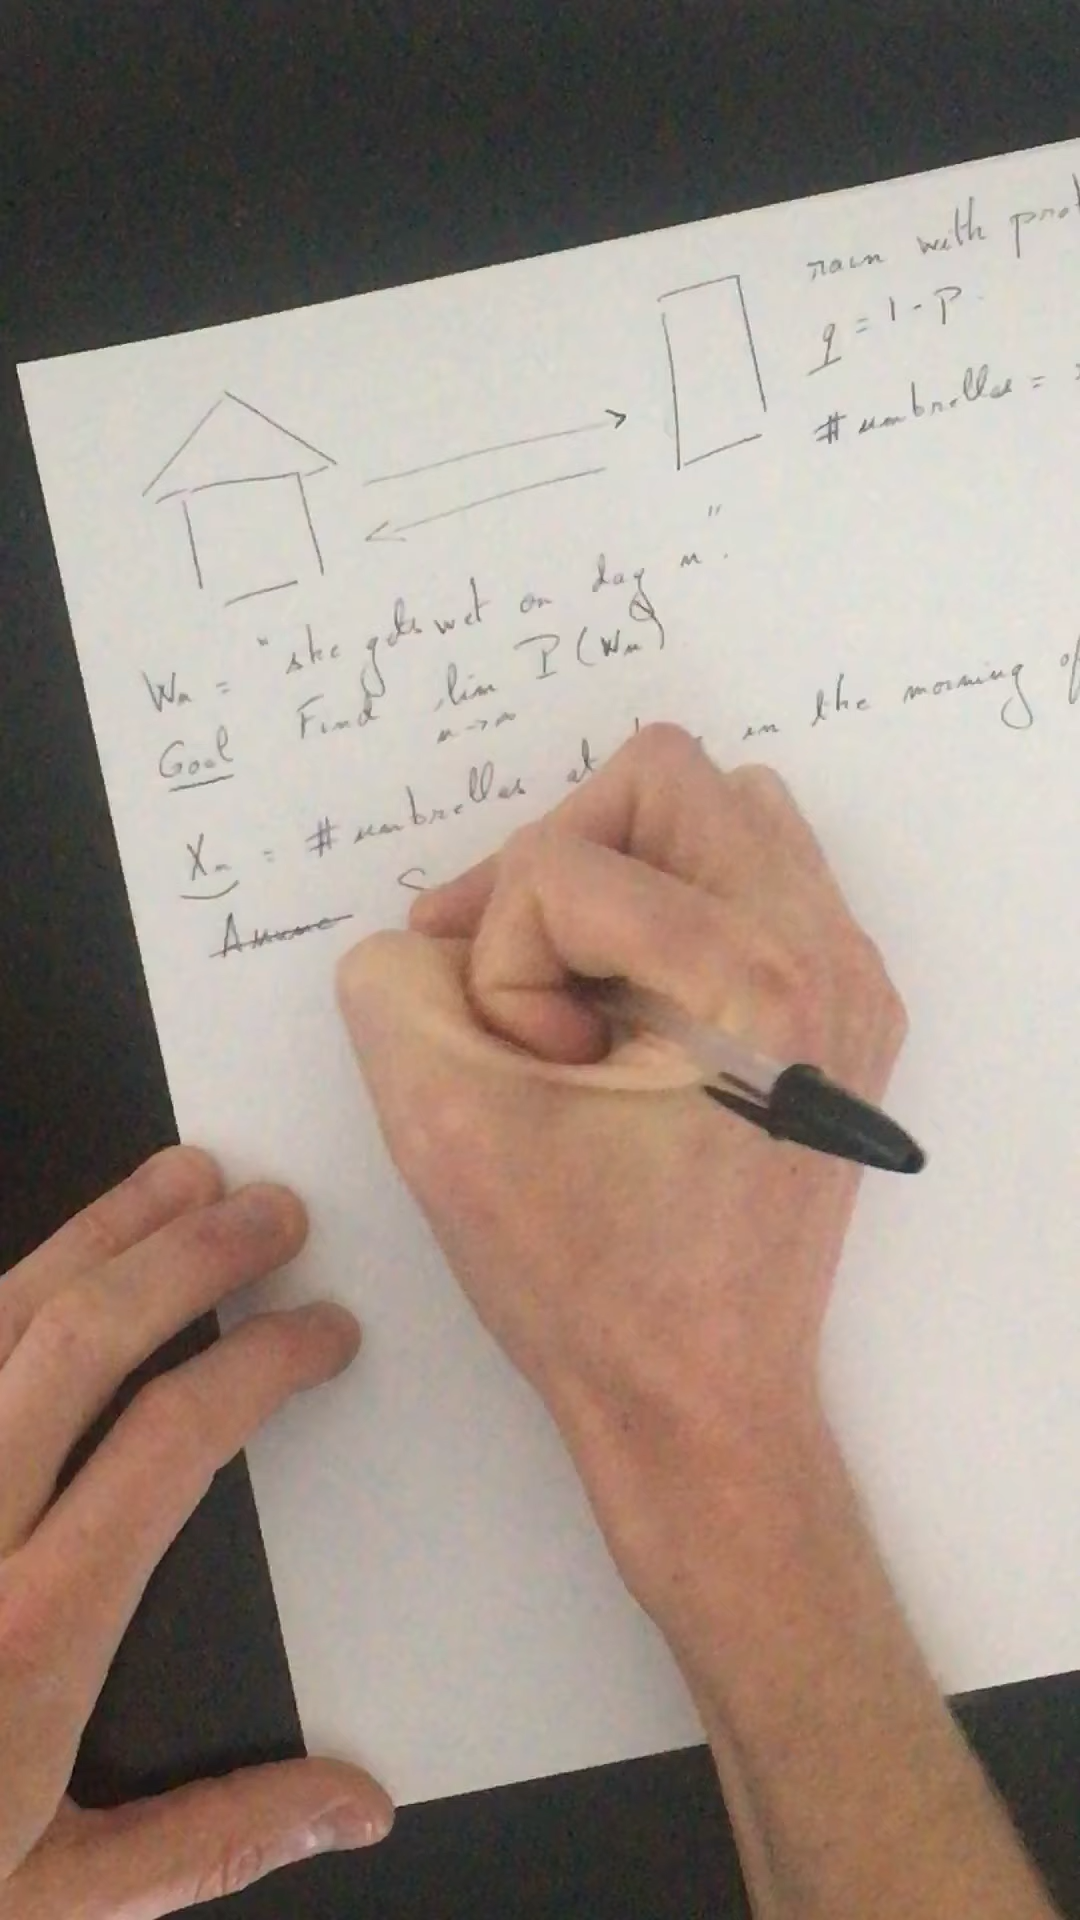 rain with
q = 1 - p.
# umbrellas =
Wn = "she gets wet on day n".
Goal Find lim P(Wn)
n→∞
Xn = # umbrellas at in the morning of
Assume